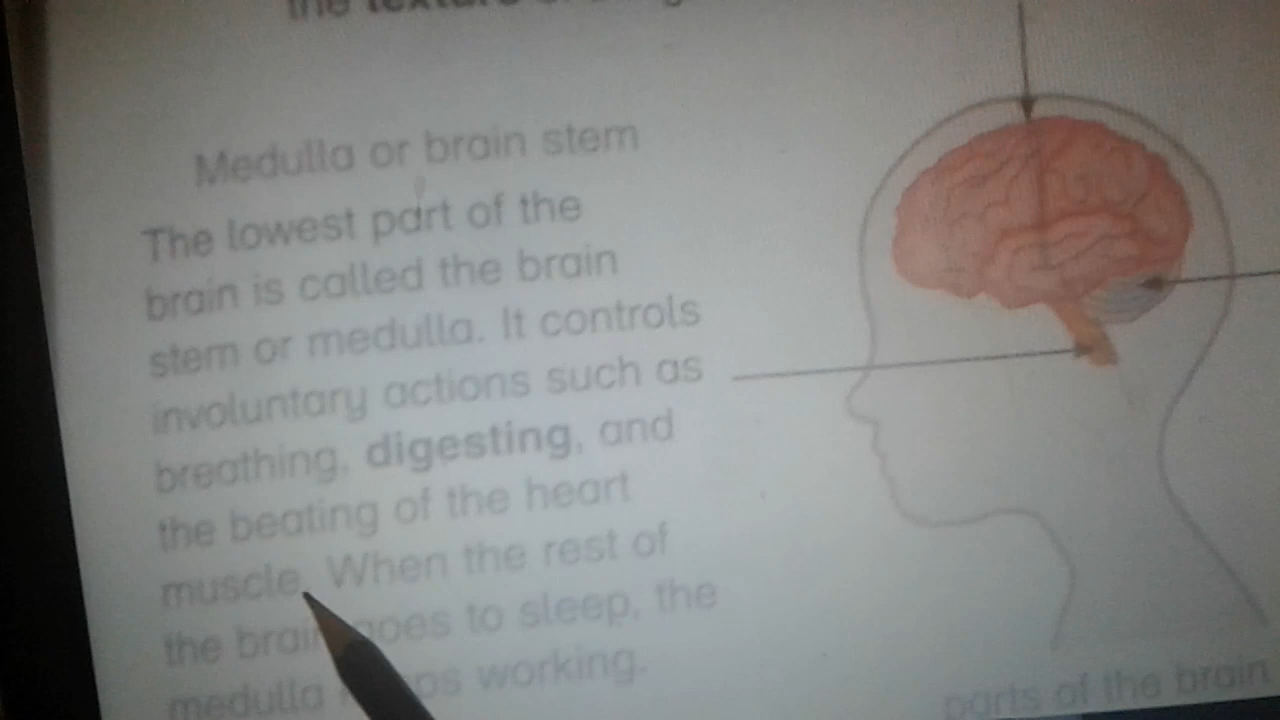 the texture
Medulla or brain stem
The lowest part of the
brain is called the brain
stem or medulla. It controls
involuntary actions such as
breathing, digesting, and
the beating of the heart
muscle. When the rest of
the brain goes to sleep, the
medulla working.
parts of the brain